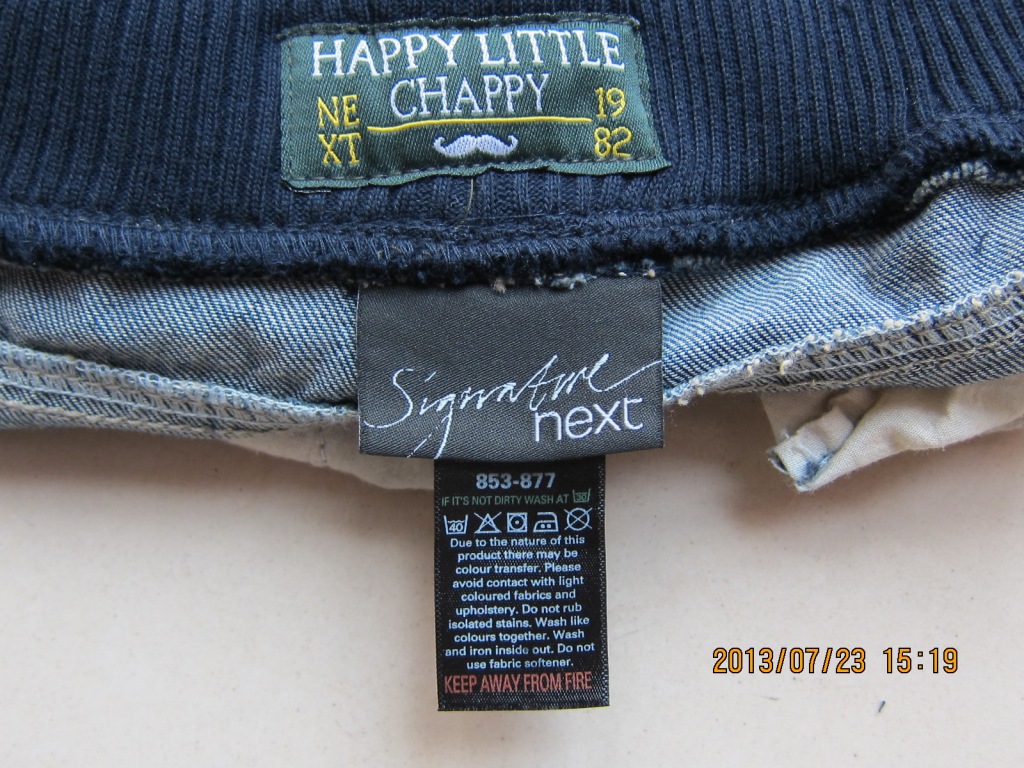 HAPPY LITTLE
CHAPPY
NE
XT
19
82
Signature
next
853-877
IF IT'S NOT DIRTY WASH AT 30
40
Due to the nature of this
product there may be
colour transfer. Please
avoid contact with light
coloured fabrics and
upholstery. Do not rub
isolated stains. Wash like
colours together. Wash
and iron inside out. Do not
use fabric softener.
KEEP AWAY FROM FIRE
2013/07/23 15:19